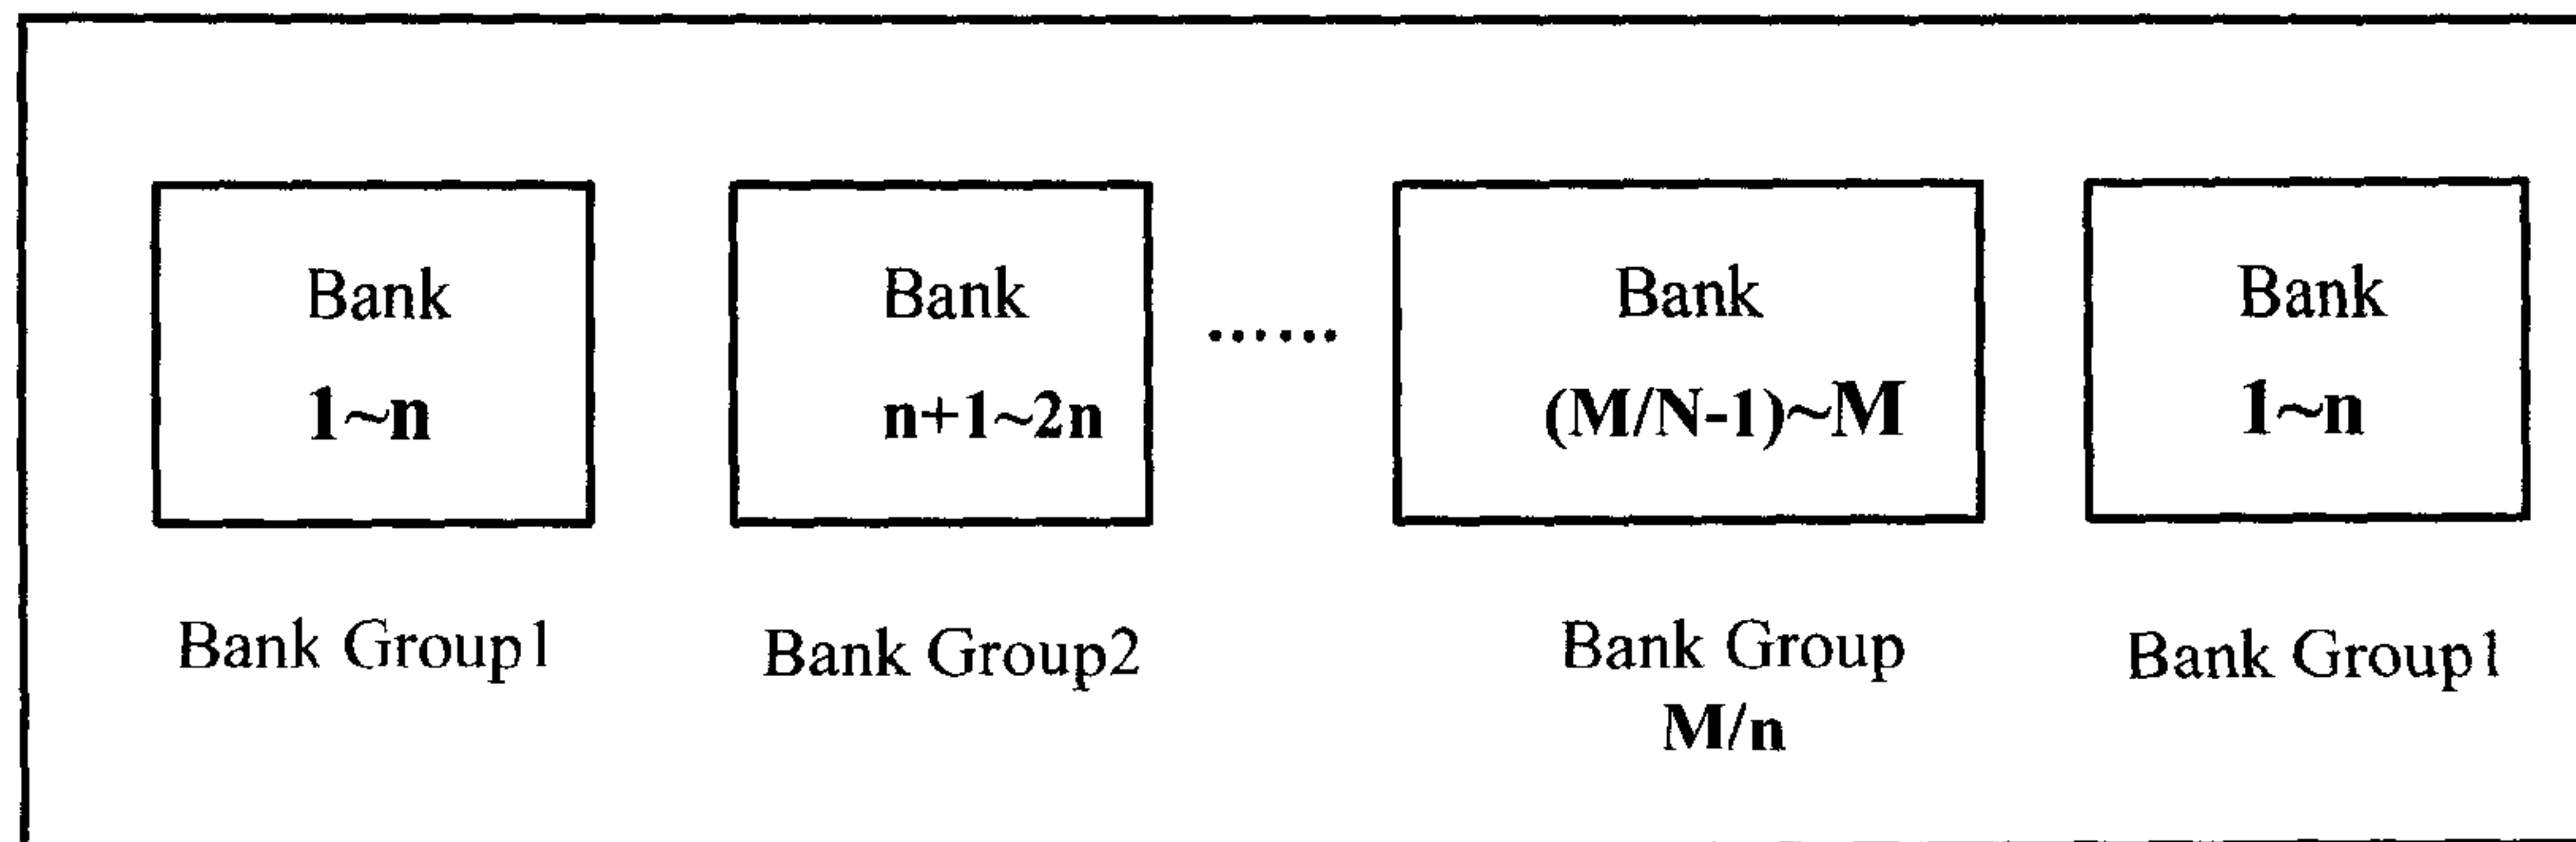 Bank
1~n
Bank Group1
Bank
n+1~2n
Bank Group2
......
Bank
(M/N-1)~M
Bank Group
M/n
Bank
1~n
Bank Group1